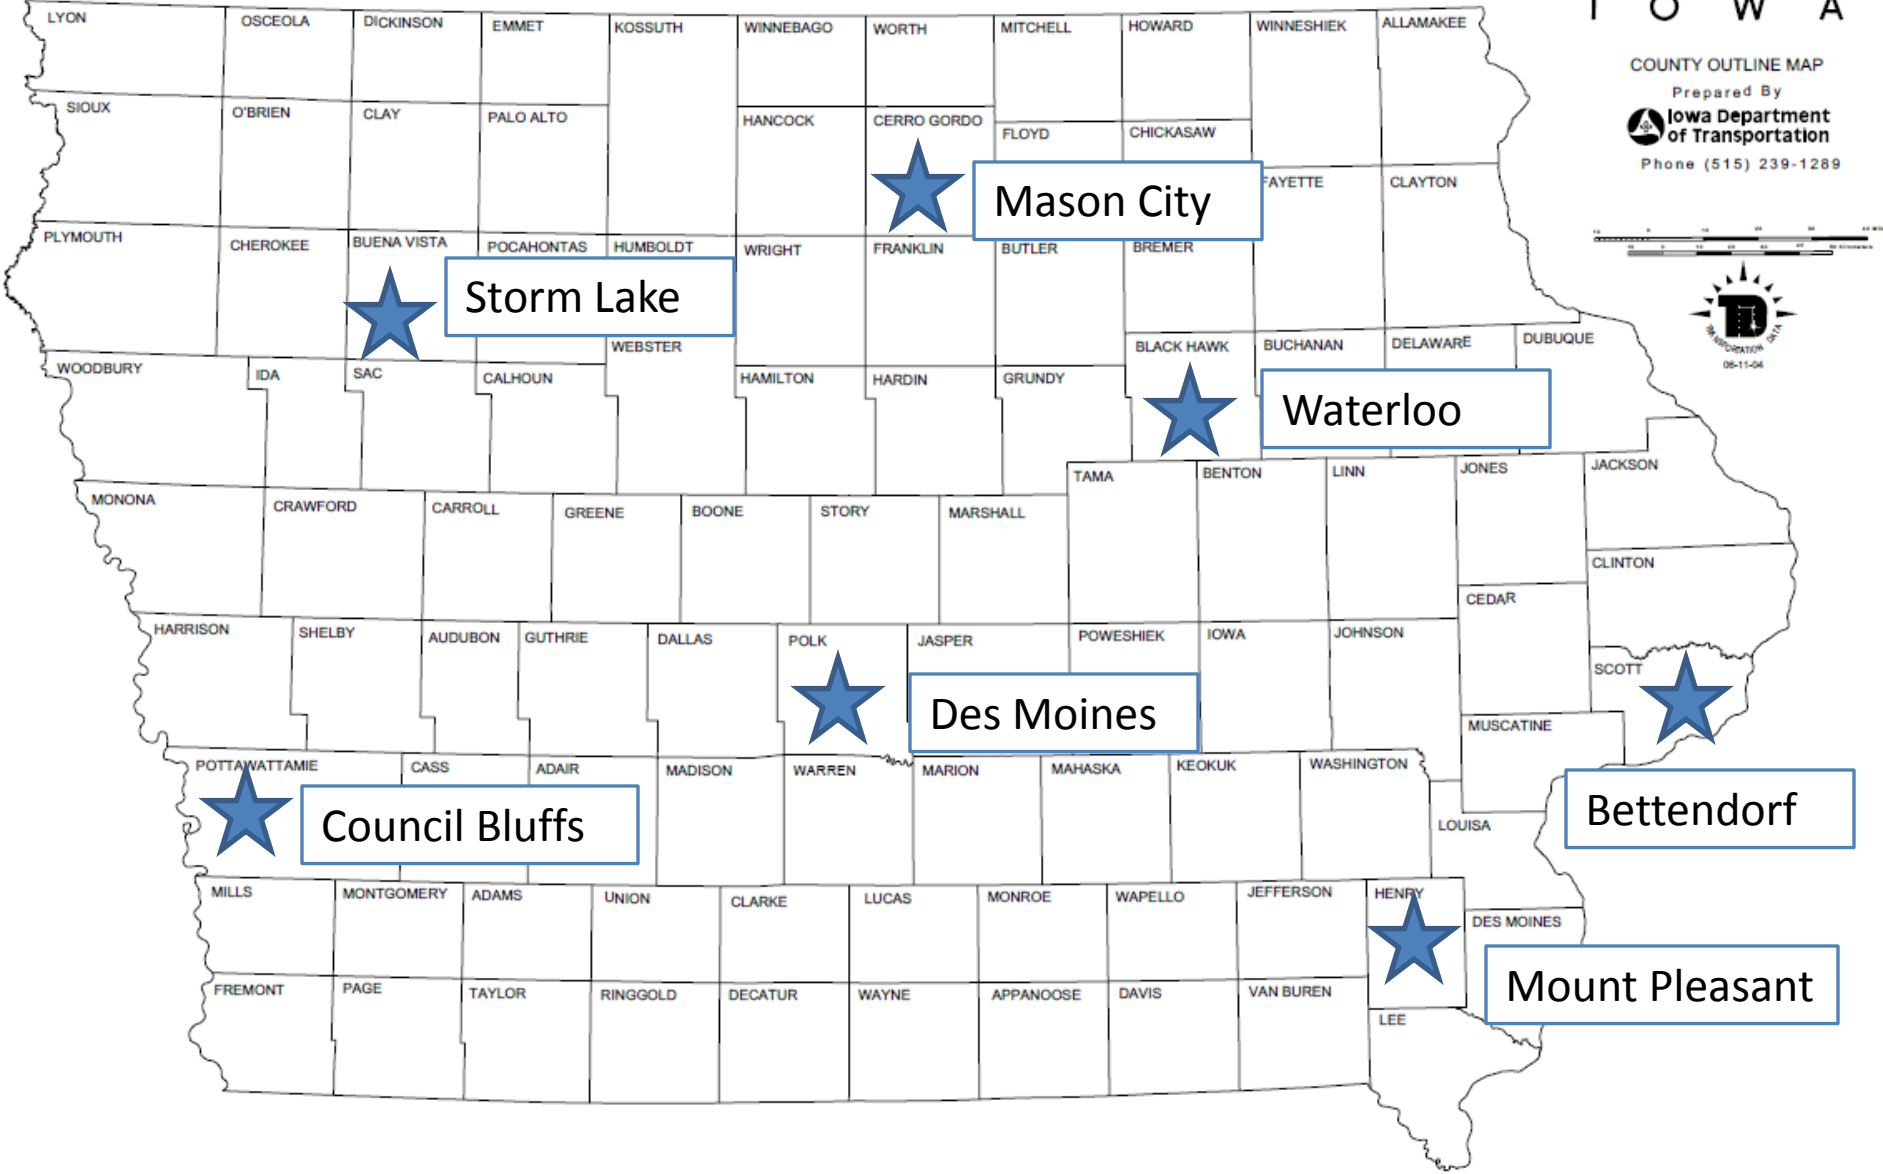 I O W A
COUNTY OUTLINE MAP
Prepared By
Iowa Department
of Transportation
Phone (515) 239-1289
06-11-04
LYON OSCEOLA DICKINSON EMMET KOSSUTH WINNEBAGO WORTH MITCHELL HOWARD WINNESHIEK ALLAMAKEE
SIOUX O'BRIEN CLAY PALO ALTO HANCOCK CERRO GORDO FLOYD CHICKASAW
FAYETTE CLAYTON
Mason City
PLYMOUTH CHEROKEE BUENA VISTA POCAHONTAS HUMBOLDT WRIGHT FRANKLIN BUTLER BREMER
Storm Lake
WEBSTER BLACK HAWK BUCHANAN DELAWARE DUBUQUE
WOODBURY IDA SAC CALHOUN HAMILTON HARDIN GRUNDY
Waterloo
TAMA BENTON LINN JONES JACKSON
MONONA CRAWFORD CARROLL GREENE BOONE STORY MARSHALL
CLINTON
CEDAR
HARRISON SHELBY AUDUBON GUTHRIE DALLAS POLK JASPER POWESHIEK IOWA JOHNSON
SCOTT
Des Moines
MUSCATINE
POTTAWATTAMIE CASS ADAIR MADISON WARREN MARION MAHASKA KEOKUK WASHINGTON
Council Bluffs
Bettendorf
LOUISA
MILLS MONTGOMERY ADAMS UNION CLARKE LUCAS MONROE WAPELLO JEFFERSON HENRY
DES MOINES
Mount Pleasant
FREMONT PAGE TAYLOR RINGGOLD DECATUR WAYNE APPANOOSE DAVIS VAN BUREN
LEE